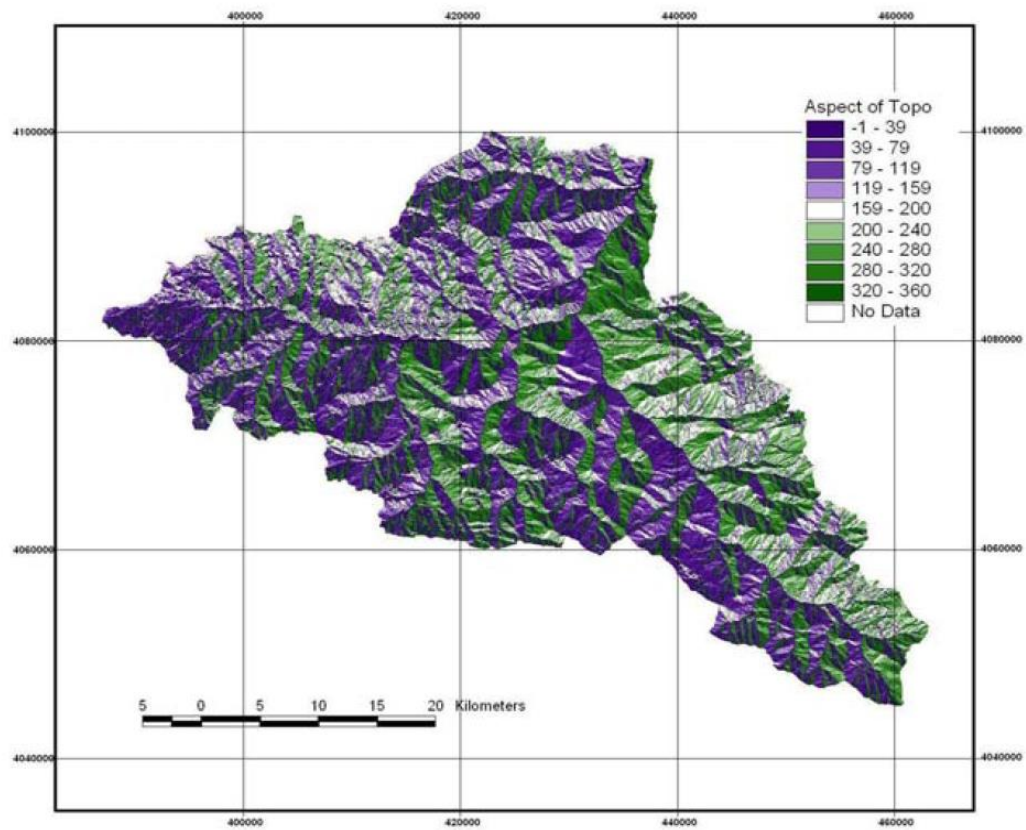 400000 420000 440000 460000
Aspect of Topo
-1 - 39
39 - 79
79 - 119
119 - 159
159 - 200
200 - 240
240 - 280
280 - 320
320 - 360
No Data
4100000 4100000
4080000 4080000
4060000 4060000
5 0 5 10 15 20 Kilometers
4040000 4040000
400000 420000 440000 460000